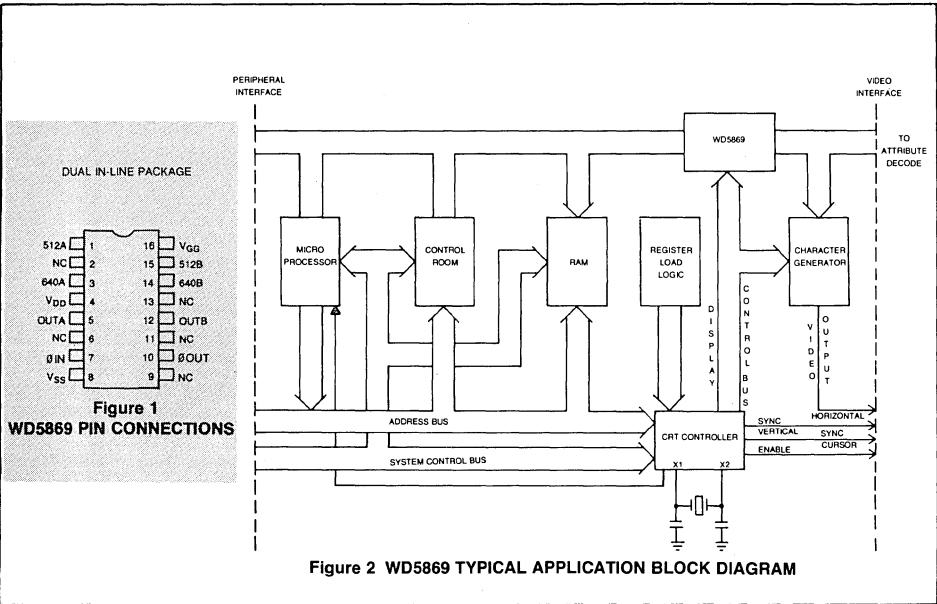 PERIPHERAL
INTERFACE
VIDEO
INTERFACE
WD5869
TO
ATTRIBUTE
DECODE
DUAL IN-LINE PACKAGE
512A 1 16 VGG
NC 2 15 512B
640A 3 14 640B
VDD 4 13 NC
OUTA 5 12 OUTB
NC 6 11 NC
ØIN 7 10 ØOUT
VSS 8 9 NC
Figure 1
WD5869 PIN CONNECTIONS
MICRO
PROCESSOR
CONTROL
ROOM
RAM
REGISTER
LOAD
LOGIC
CHARACTER
GENERATOR
DISPLAY
CONTROL BUS
VIDEO
OUTPUT
ADDRESS BUS
SYSTEM CONTROL BUS
CRT CONTROLLER
X1 X2
HORIZONTAL
SYNC
VERTICAL SYNC
CURSOR
ENABLE
Figure 2 WD5869 TYPICAL APPLICATION BLOCK DIAGRAM